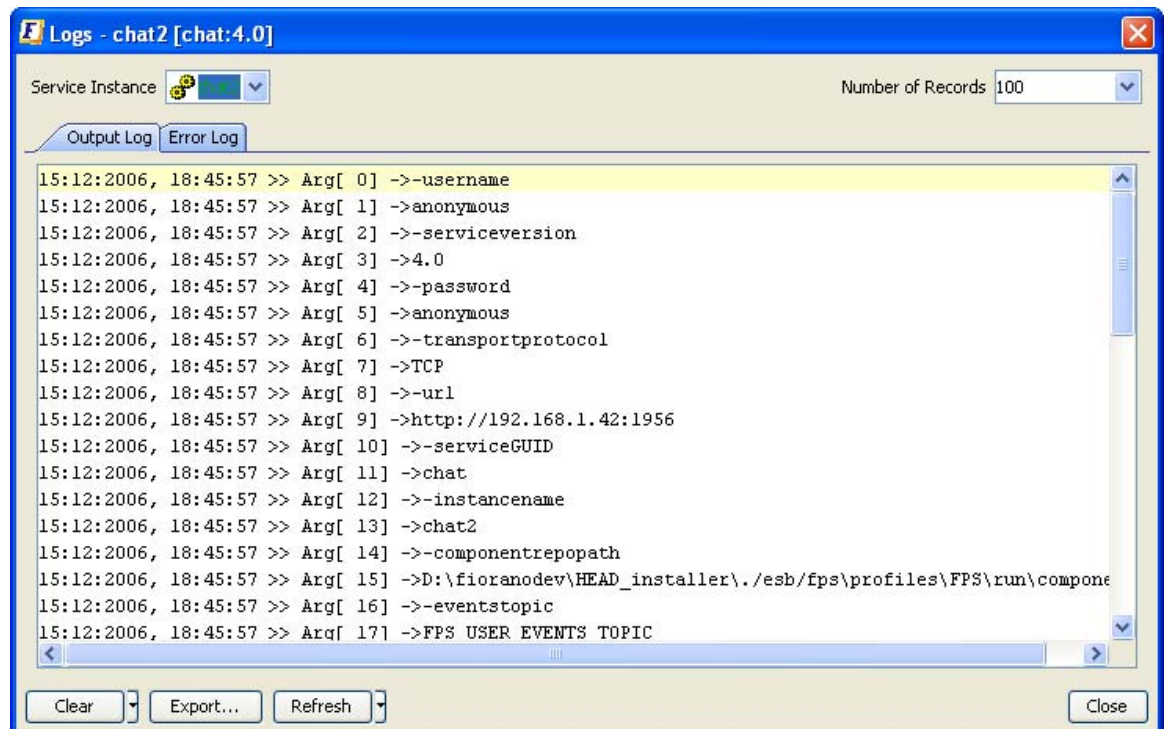 Logs - chat2 [chat:4.0]
Service Instance
Number of Records 100
Output Log Error Log
15:12:2006, 18:45:57 >> Arg[ 0] ->-username
15:12:2006, 18:45:57 >> Arg[ 1] ->anonymous
15:12:2006, 18:45:57 >> Arg[ 2] ->-serviceversion
15:12:2006, 18:45:57 >> Arg[ 3] ->4.0
15:12:2006, 18:45:57 >> Arg[ 4] ->-password
15:12:2006, 18:45:57 >> Arg[ 5] ->anonymous
15:12:2006, 18:45:57 >> Arg[ 6] ->-transportprotocol
15:12:2006, 18:45:57 >> Arg[ 7] ->TCP
15:12:2006, 18:45:57 >> Arg[ 8] ->-url
15:12:2006, 18:45:57 >> Arg[ 9] ->http://192.168.1.42:1956
15:12:2006, 18:45:57 >> Arg[ 10] ->-serviceGUID
15:12:2006, 18:45:57 >> Arg[ 11] ->chat
15:12:2006, 18:45:57 >> Arg[ 12] ->-instancename
15:12:2006, 18:45:57 >> Arg[ 13] ->chat2
15:12:2006, 18:45:57 >> Arg[ 14] ->-componentrepopath
15:12:2006, 18:45:57 >> Arg[ 15] ->D:\fioranodev\HEAD_installer\./esb/fps\profiles\FPS\run\compone
15:12:2006, 18:45:57 >> Arg[ 16] ->-eventstopic
15:12:2006, 18:45:57 >> Arg[ 17] ->FPS_USER_EVENTS_TOPIC
Clear Export... Refresh Close